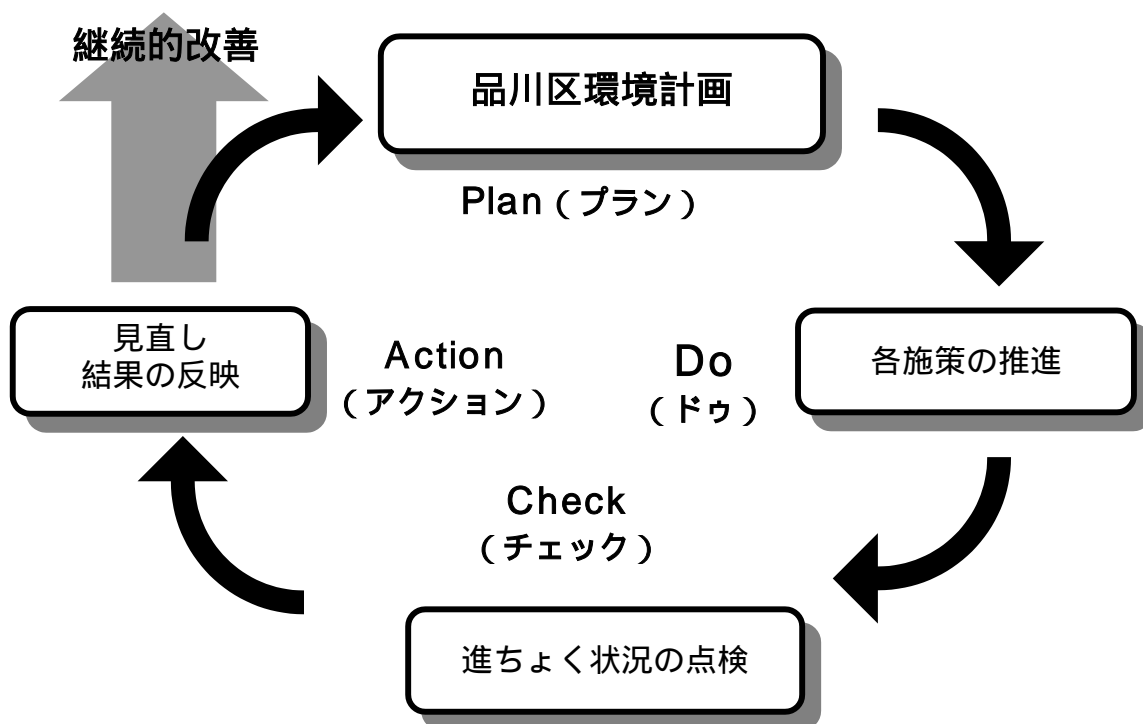 継続的改善
品川区環境計画
Plan（プラン）
見直し
結果の反映
Action
（アクション）
Do
（ドゥ）
各施策の推進
Check
（チェック）
進ちょく状況の点検